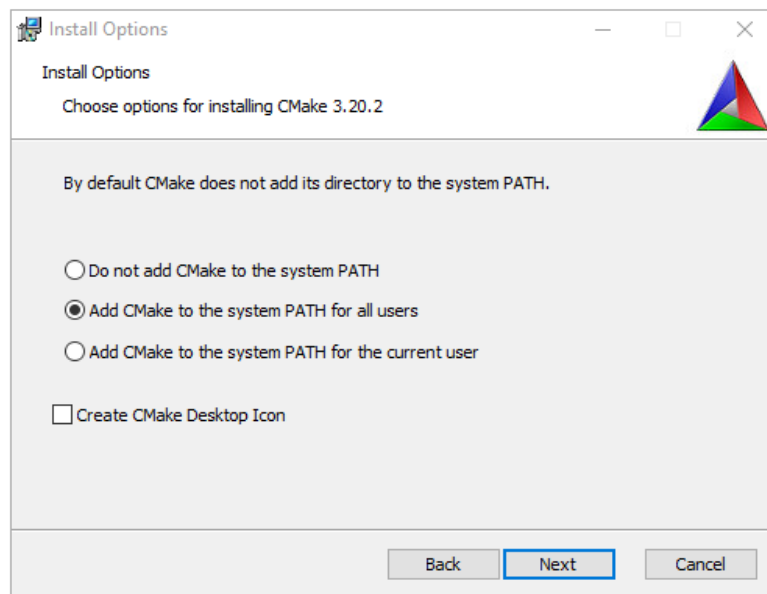 Install Options
Install Options
Choose options for installing CMake 3.20.2
By default CMake does not add its directory to the system PATH.
Do not add CMake to the system PATH
Add CMake to the system PATH for all users
Add CMake to the system PATH for the current user
Create CMake Desktop Icon
Back Next Cancel